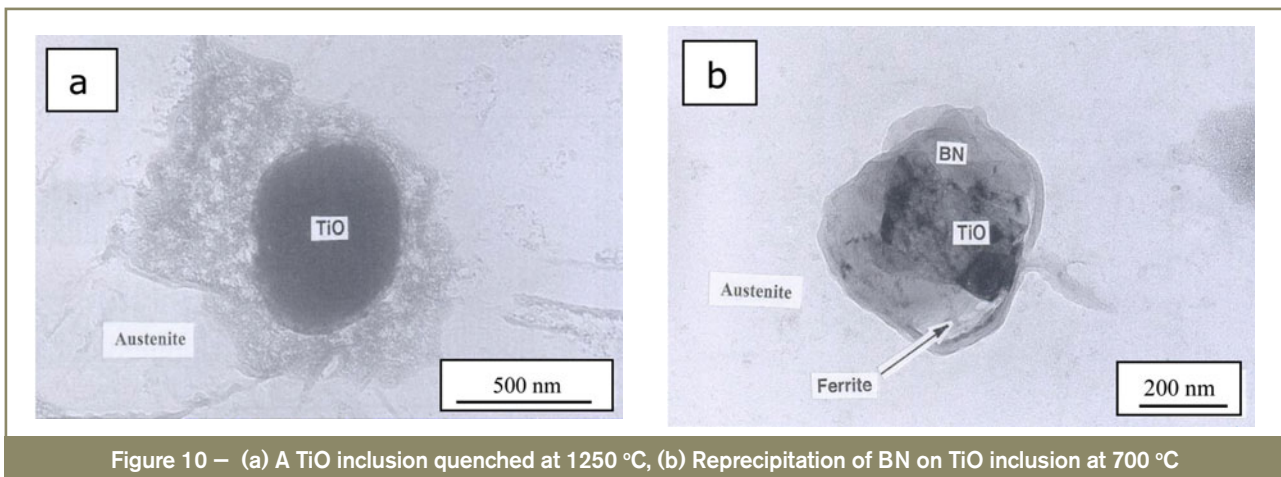 a
TiO
Austenite
500 nm
b
BN
TiO
Austenite
Ferrite
200 nm
Figure 10 – (a) A TiO inclusion quenched at 1250 °C, (b) Reprecipitation of BN on TiO inclusion at 700 °C